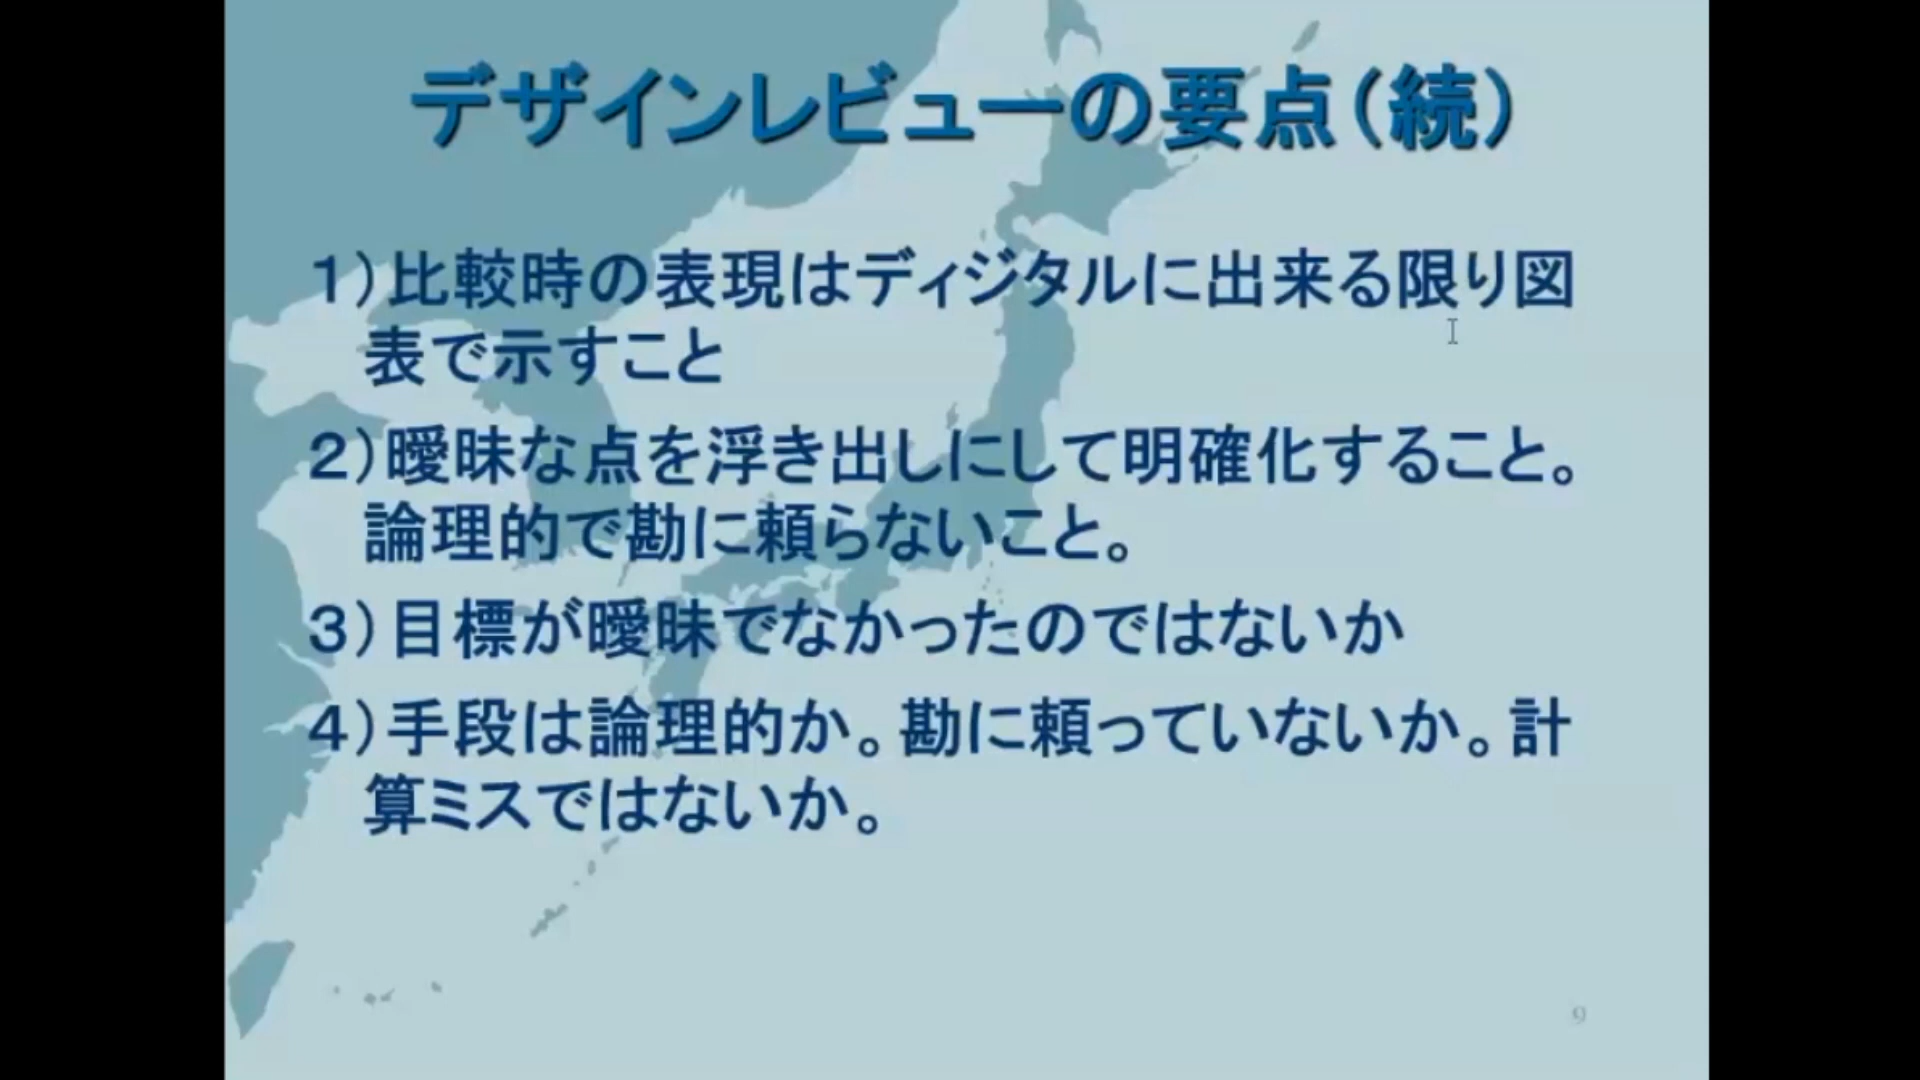 デザインレビューの要点（続）
１）比較時の表現はディジタルに出来る限り図
表で示すこと
２）曖昧な点を浮き出しにして明確化すること。
論理的で勘に頼らないこと。
３）目標が曖昧でなかったのではないか
４）手段は論理的か。勘に頼っていないか。計
算ミスではないか。
9